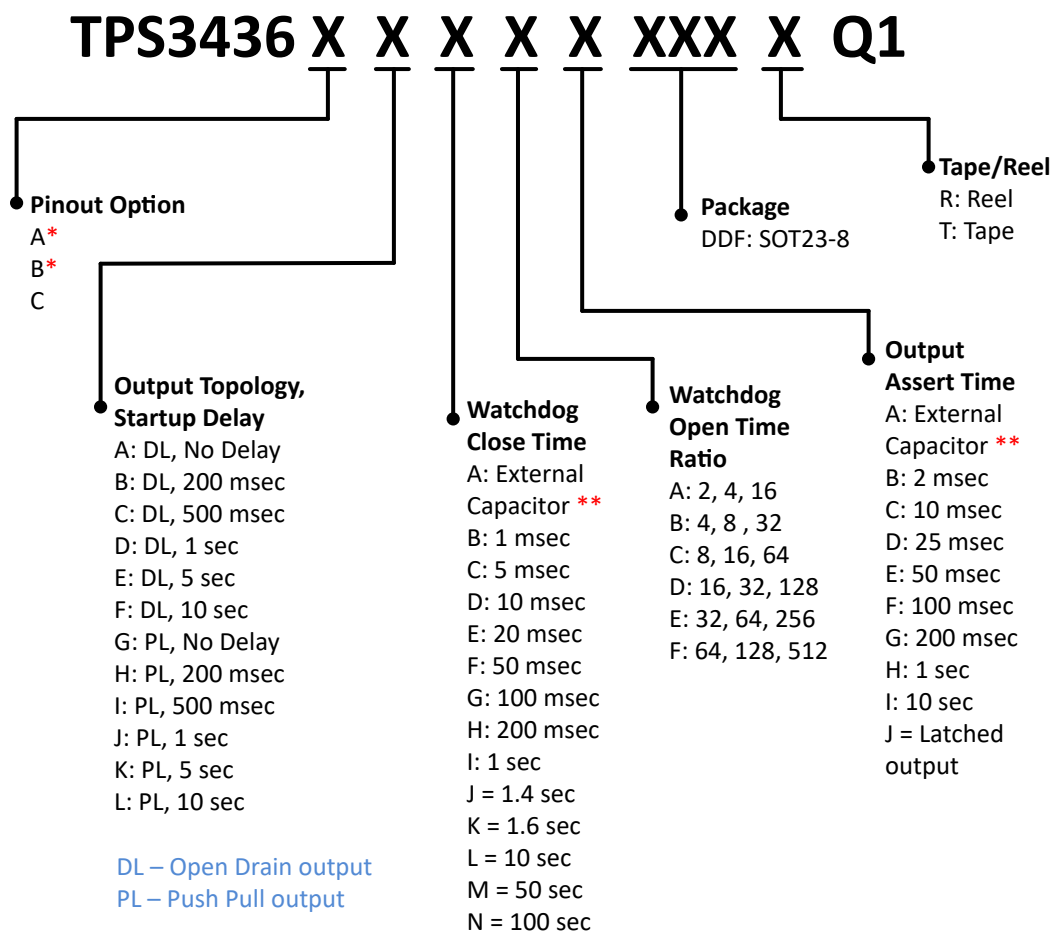 TPS3436 X X X X X XXX X Q1
Pinout Option
A*
B*
C
Output Topology,
Startup Delay
A: DL, No Delay
B: DL, 200 msec
C: DL, 500 msec
D: DL, 1 sec
E: DL, 5 sec
F: DL, 10 sec
G: PL, No Delay
H: PL, 200 msec
I: PL, 500 msec
J: PL, 1 sec
K: PL, 5 sec
L: PL, 10 sec
DL – Open Drain output
PL – Push Pull output
Watchdog
Close Time
A: External
Capacitor **
B: 1 msec
C: 5 msec
D: 10 msec
E: 20 msec
F: 50 msec
G: 100 msec
H: 200 msec
I: 1 sec
J = 1.4 sec
K = 1.6 sec
L = 10 sec
M = 50 sec
N = 100 sec
Watchdog
Open Time
Ratio
A: 2, 4, 16
B: 4, 8 , 32
C: 8, 16, 64
D: 16, 32, 128
E: 32, 64, 256
F: 64, 128, 512
Package
DDF: SOT23-8
Output
Assert Time
A: External
Capacitor **
B: 2 msec
C: 10 msec
D: 25 msec
E: 50 msec
F: 100 msec
G: 200 msec
H: 1 sec
I: 10 sec
J = Latched
output
Tape/Reel
R: Reel
T: Tape